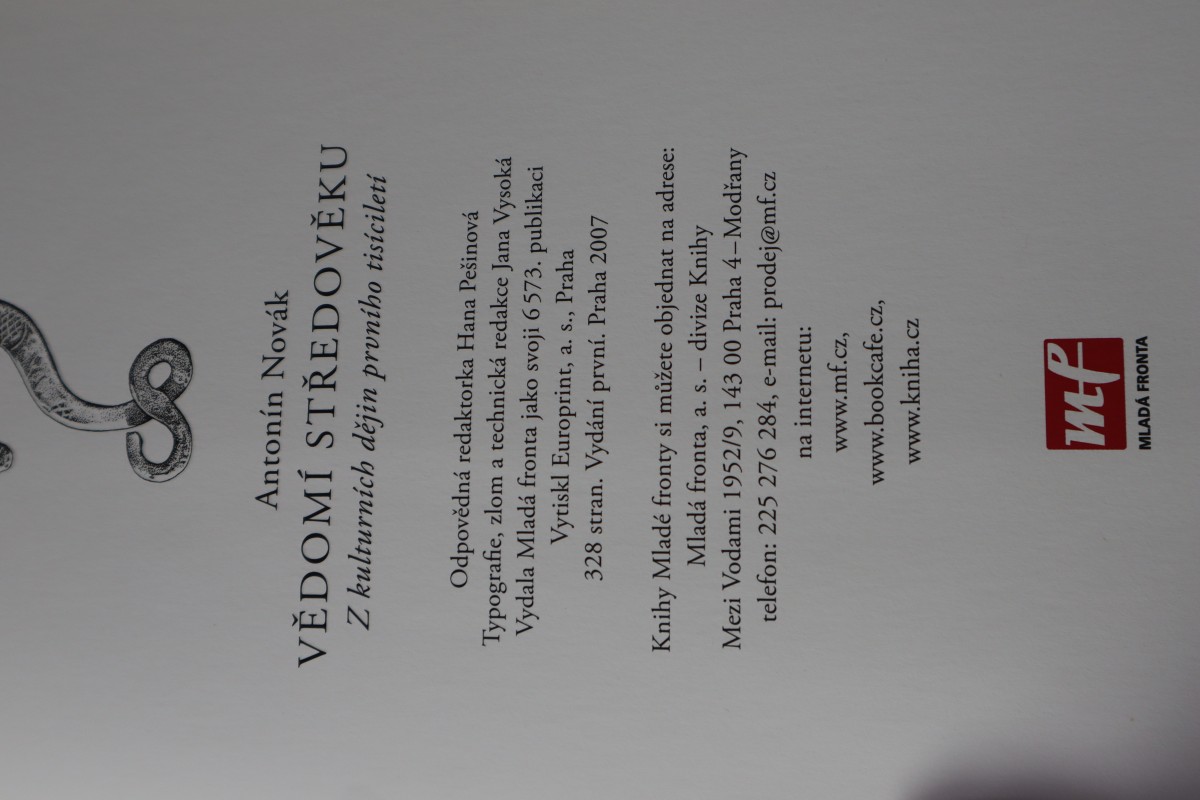 Antonín Novák
VĚDOMÍ STŘEDOVĚKU
Z kulturních dějin prvního tisíciletí
Odpovědná redaktorka Hana Pešinová
Typografie, zlom a technická redakce Jana Vysoká
Vydala Mladá fronta jako svoji 6 573. publikaci
Vytiskl Europrint, a. s., Praha
328 stran. Vydání první. Praha 2007
Knihy Mladé fronty si můžete objednat na adrese:
Mladá fronta, a. s. – divize Knihy
Mezi Vodami 1952/9, 143 00 Praha 4 – Modřany
telefon: 225 276 284, e-mail: prodej@mf.cz
na internetu:
www.mf.cz,
www.bookcafe.cz,
www.kniha.cz
mf
MLADÁ FRONTA